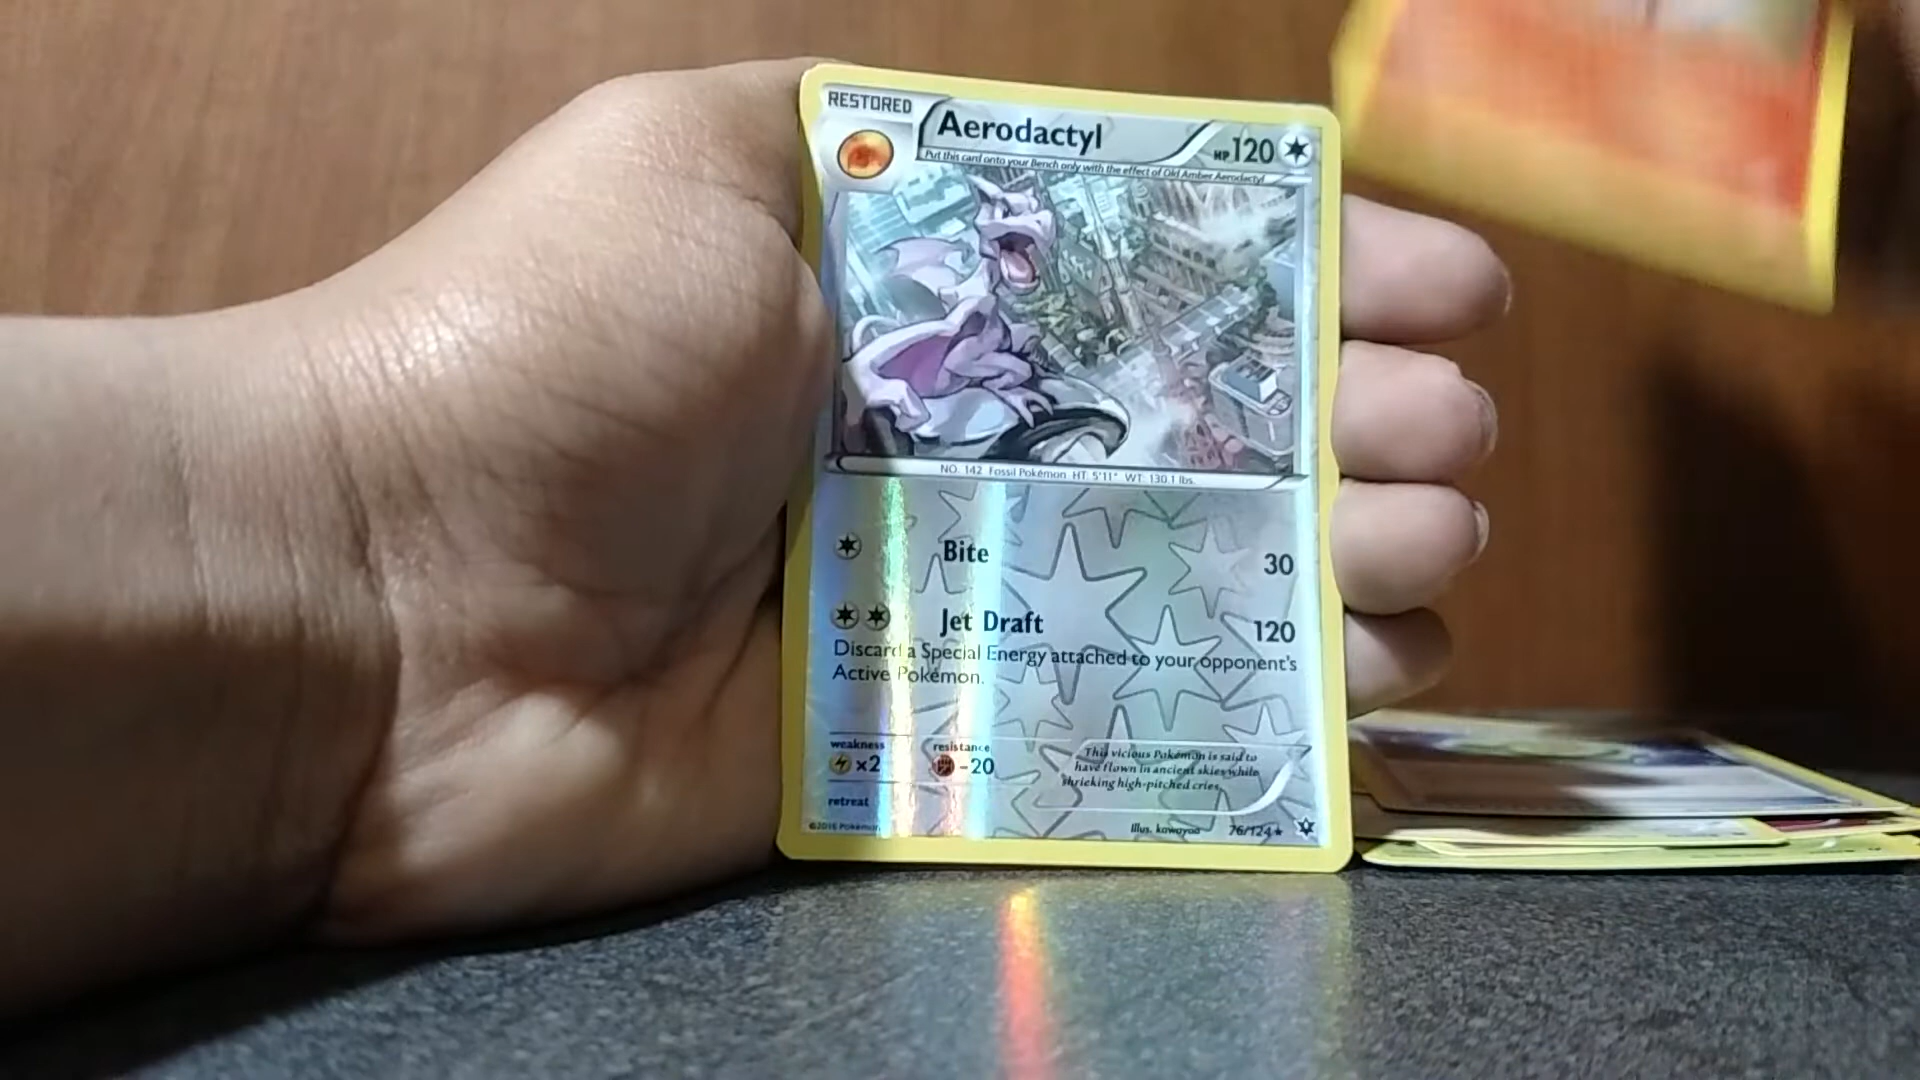 RESTORED
Aerodactyl
HP 120
Put this card onto your Bench only with the effect of Old Amber Aerodactyl
NO. 142 Fossil Pokémon HT: 5'11" WT: 130.1 lbs.
Bite 30
Jet Draft 120
Discard a Special Energy attached to your opponent's
Active Pokémon.
weakness resistance
x2 -20
This vicious Pokémon is said to
have flown in ancient skies while
shrieking high-pitched cries.
retreat
©2016 Pokémon
Illus. kawayoo 76/124